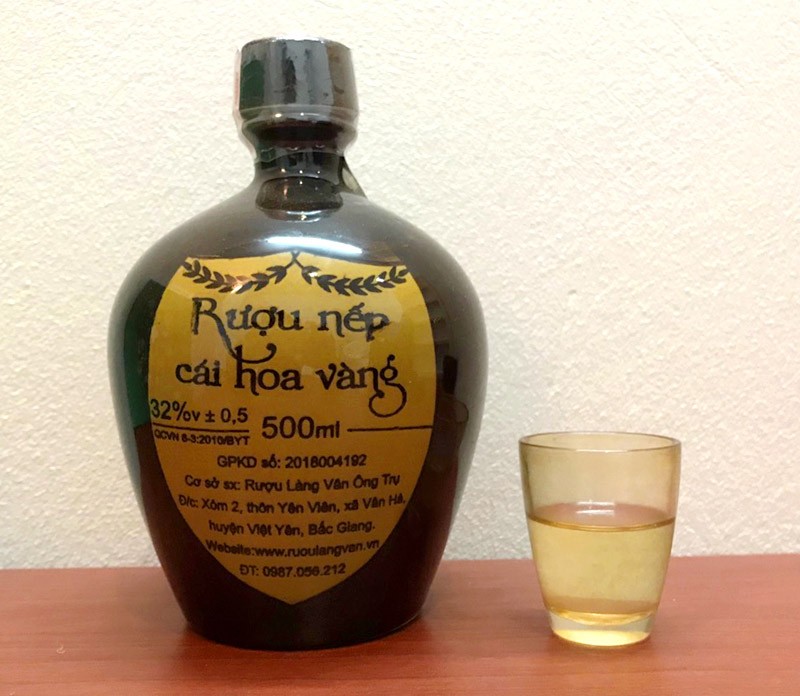 Rượu nếp
cái hoa vàng
32%v ± 0,5
500ml
QCVN 6-3:2010/BYT
GPKD số: 2016004192
Cơ sở sx: Rượu Làng Vân Ông Trụ
Đ/c: Xóm 2, thôn Yên Viên, xã Vân Hà,
huyện Việt Yên, Bắc Giang.
Website:www.ruoulangvan.vn
ĐT: 0987.056.212